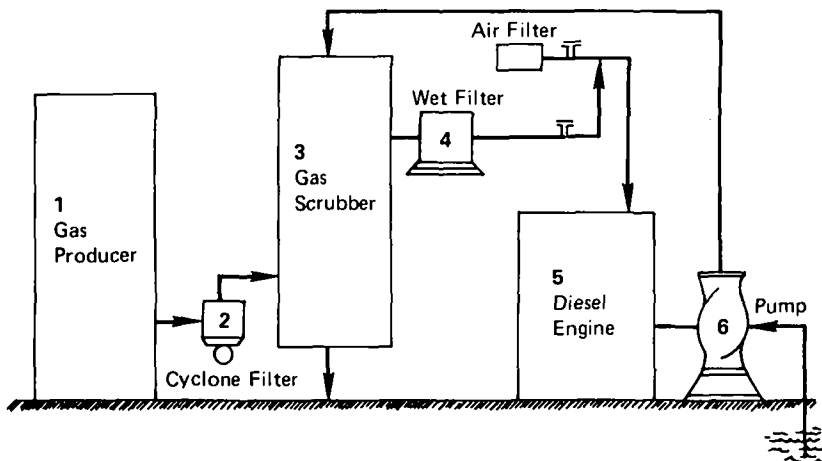 Air Filter
Wet Filter
4
3
Gas
Scrubber
1
Gas
Producer
2
Cyclone Filter
5
Diesel
Engine
6
Pump